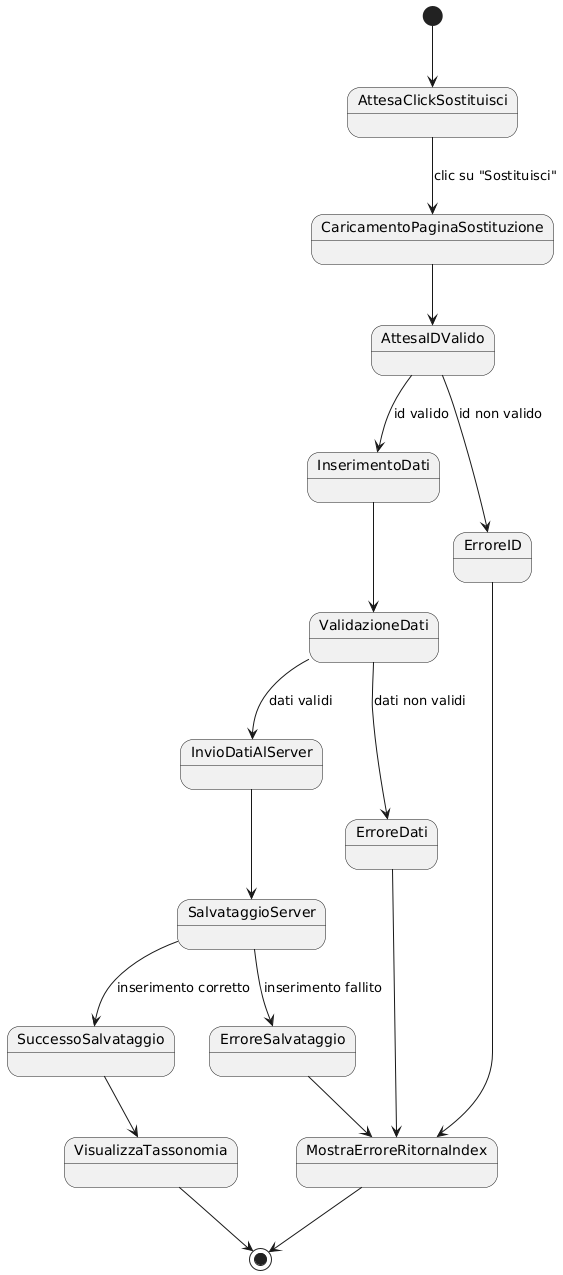 AttesaClickSostituisci
clic su "Sostituisci"
CaricamentoPaginaSostituzione
AttesaIDValido
id valido
id non valido
InserimentoDati
ErroreID
ValidazioneDati
dati validi
dati non validi
InvioDatiAlServer
ErroreDati
SalvataggioServer
inserimento corretto
inserimento fallito
SuccessoSalvataggio
ErroreSalvataggio
VisualizzaTassonomia
MostraErroreRitornaIndex